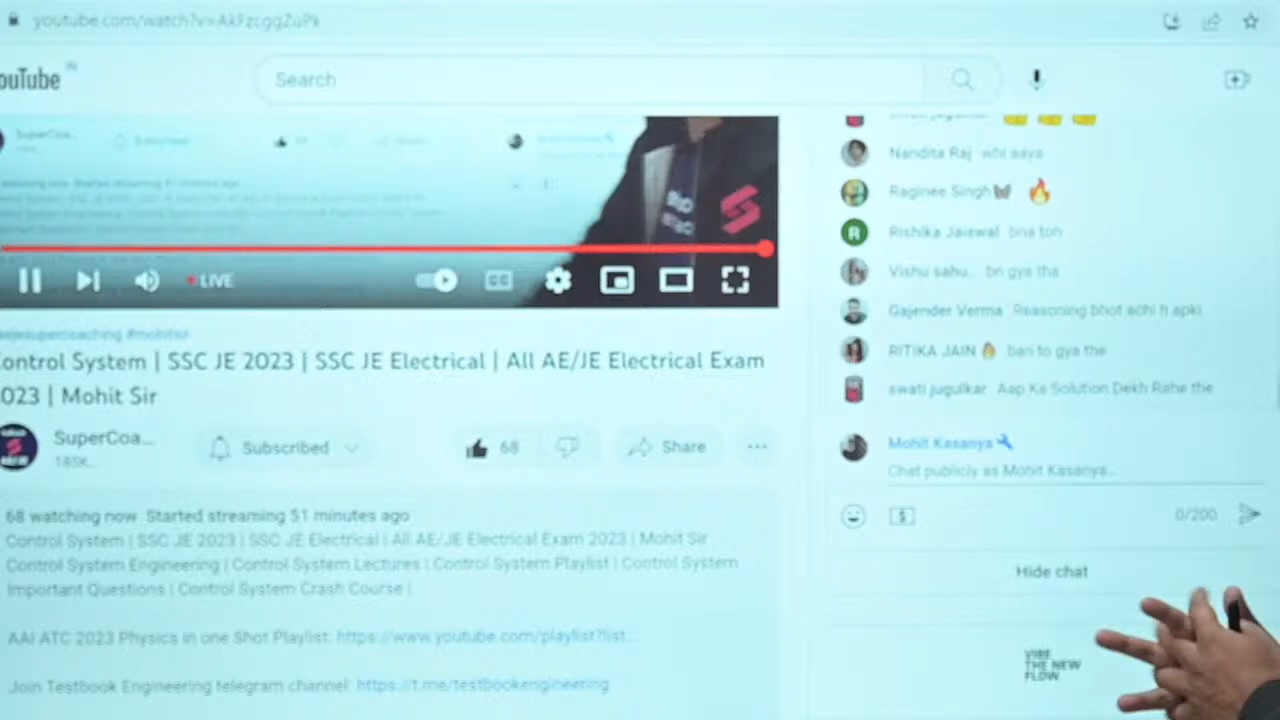 youtube.com/watch?v=AkFzcggZuPk
ouTube
Search
LIVE
ontrol System | SSC JE 2023 | SSC JE Electrical | All AE/JE Electrical Exam
023 | Mohit Sir
SuperCoa...
185K...
Subscribed
68
Share
68 watching now Started streaming 51 minutes ago
Control System | SSC JE 2023 | SSC JE Electrical | All AE/JE Electrical Exam 2023 | Mohit Sir
Control System Engineering | Control System Lectures | Control System Playlist | Control System
Important Questions | Control System Crash Course |
AAI ATC 2023 Physics in one Shot Playlist: https://www.youtube.com/playlist?list...
Join Testbook Engineering telegram channel: https://t.me/testbookengineering
Nandita Raj whi aaya
Raginee Singh
R Rishika Jaiswal bna toh
Vishu sahu... bn gya tha
Gajender Verma Reasoning bhot achi h apki
RITIKA JAIN ban to gya the
swati jugulkar Aap Ka Solution Dekh Rahe the
Mohit Kasanya
Chat publicly as Mohit Kasanya...
0/200
Hide chat
VIBE
THE NEW
FLOW